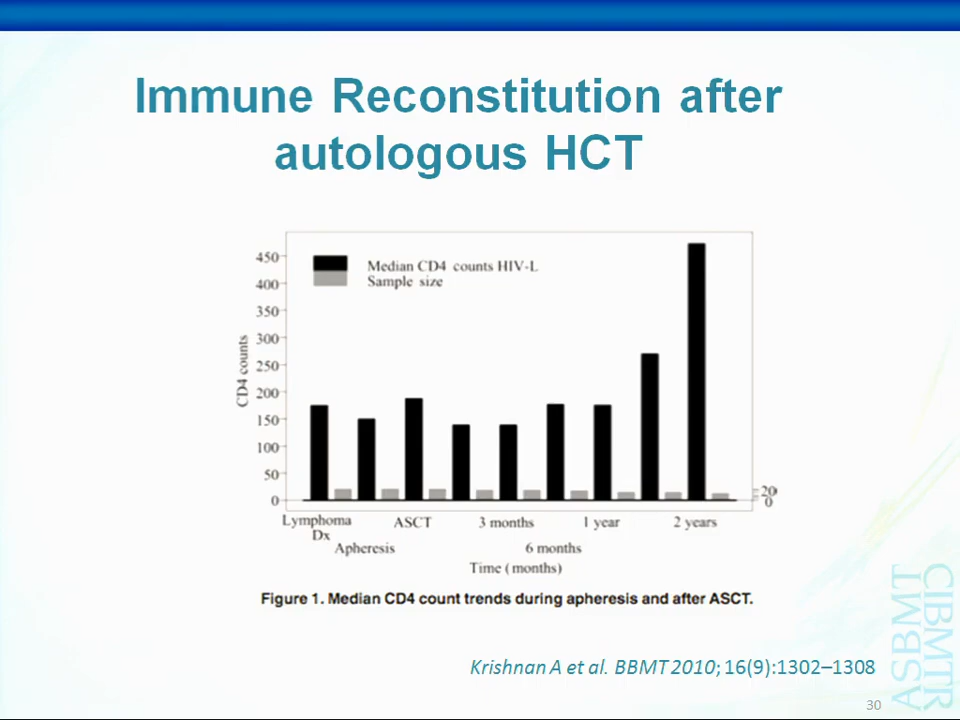 Immune Reconstitution after
autologous HCT
Median CD4 counts HIV-L
Sample size
450
400
350
300
250
200
150
100
50
0
CD4 counts
20
0
Lymphoma Dx
ASCT
3 months
1 year
2 years
Apheresis
6 months
Time (months)
Figure 1. Median CD4 count trends during apheresis and after ASCT.
Krishnan A et al. BBMT 2010; 16(9):1302–1308
30
ASBMT
CIBMTR